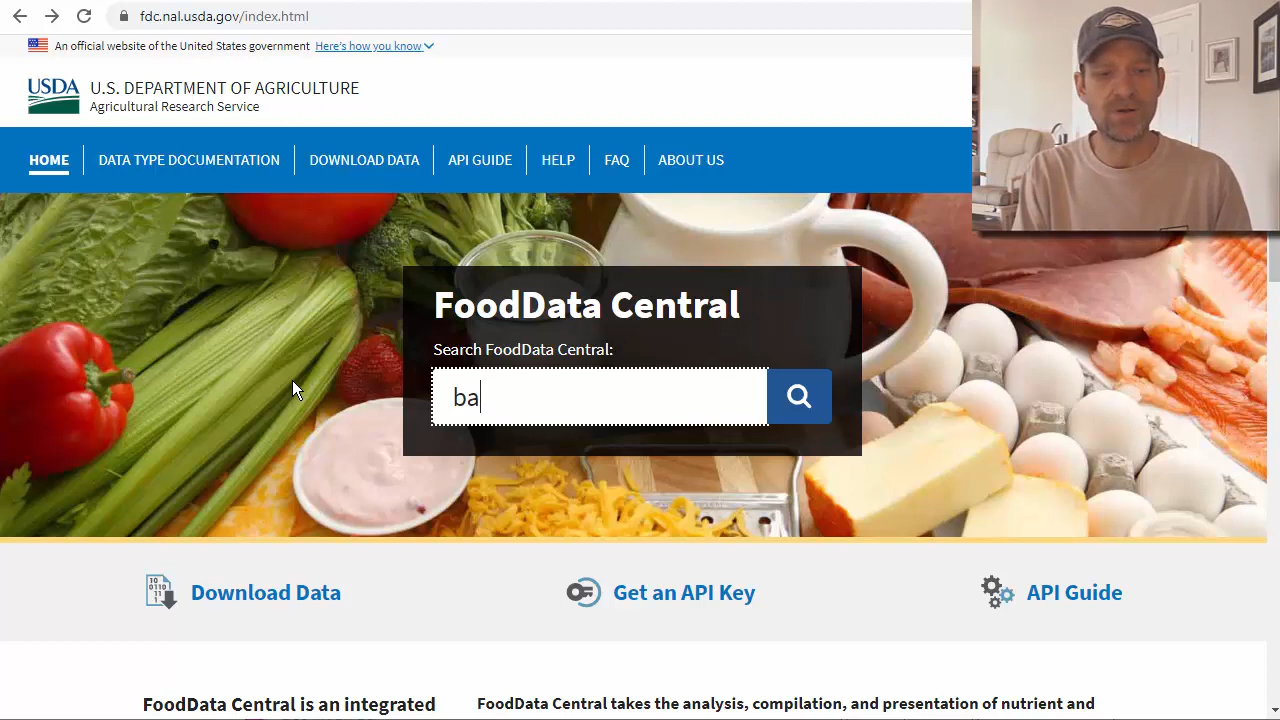 fdc.nal.usda.gov/index.html
An official website of the United States government Here's how you know
USDA U.S. DEPARTMENT OF AGRICULTURE
Agricultural Research Service
HOME DATA TYPE DOCUMENTATION DOWNLOAD DATA API GUIDE HELP FAQ ABOUT US
FoodData Central
Search FoodData Central:
ba
Download Data Get an API Key API Guide
FoodData Central is an integrated
FoodData Central takes the analysis, compilation, and presentation of nutrient and